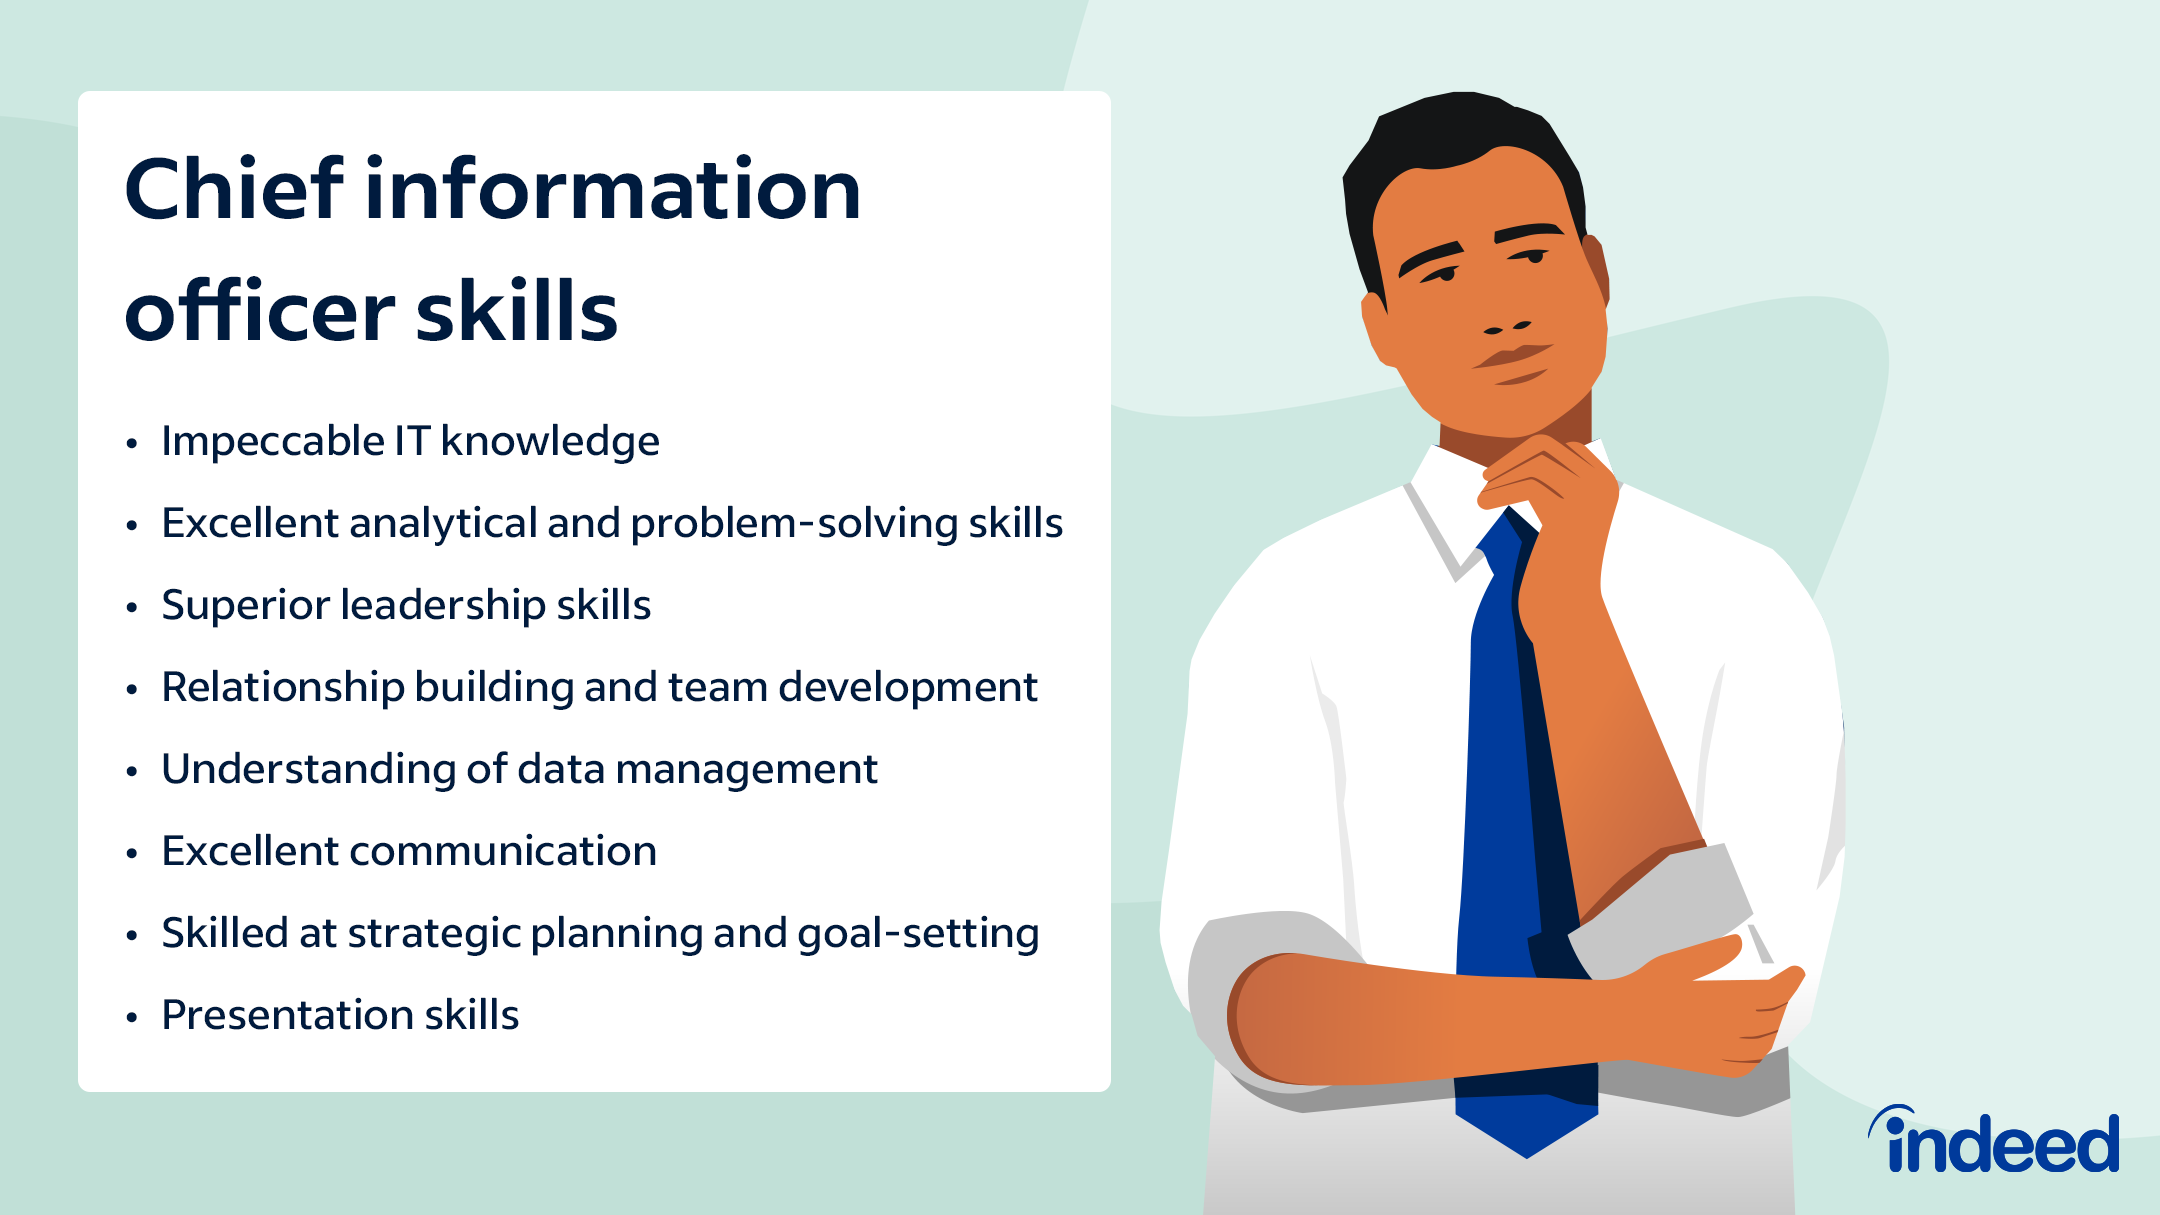 Chief information
officer skills
• Impeccable IT knowledge
• Excellent analytical and problem-solving skills
• Superior leadership skills
• Relationship building and team development
• Understanding of data management
• Excellent communication
• Skilled at strategic planning and goal-setting
• Presentation skills
indeed